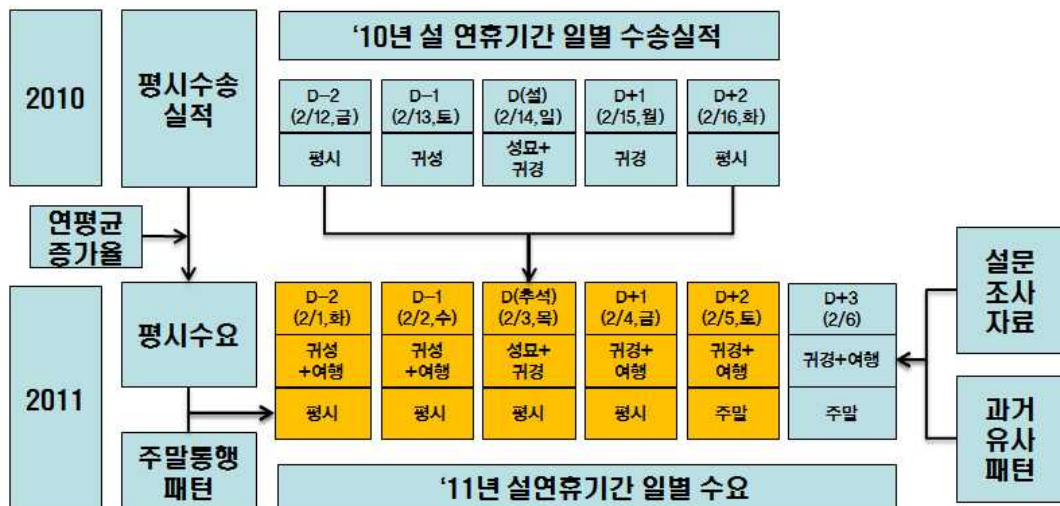 ‘10년 설 연휴기간 일별 수송실적
2010
평시수송
실적
D−2
(2/12,금)
D−1
(2/13,토)
D(설)
(2/14,일)
D+1
(2/15,월)
D+2
(2/16,화)
평시
귀성
성묘+
귀경
귀경
평시
연평균
증가율
2011
평시수요
D−2
(2/1,화)
D−1
(2/2,수)
D(추석)
(2/3,목)
D+1
(2/4,금)
D+2
(2/5,토)
D+3
(2/6)
귀성
+여행
귀성
+여행
성묘+
귀경
귀경+
여행
귀경+
여행
귀경+여행
평시
평시
평시
평시
주말
주말
설문
조사
자료
과거
유사
패턴
주말통행
패턴
‘11년 설연휴기간 일별 수요